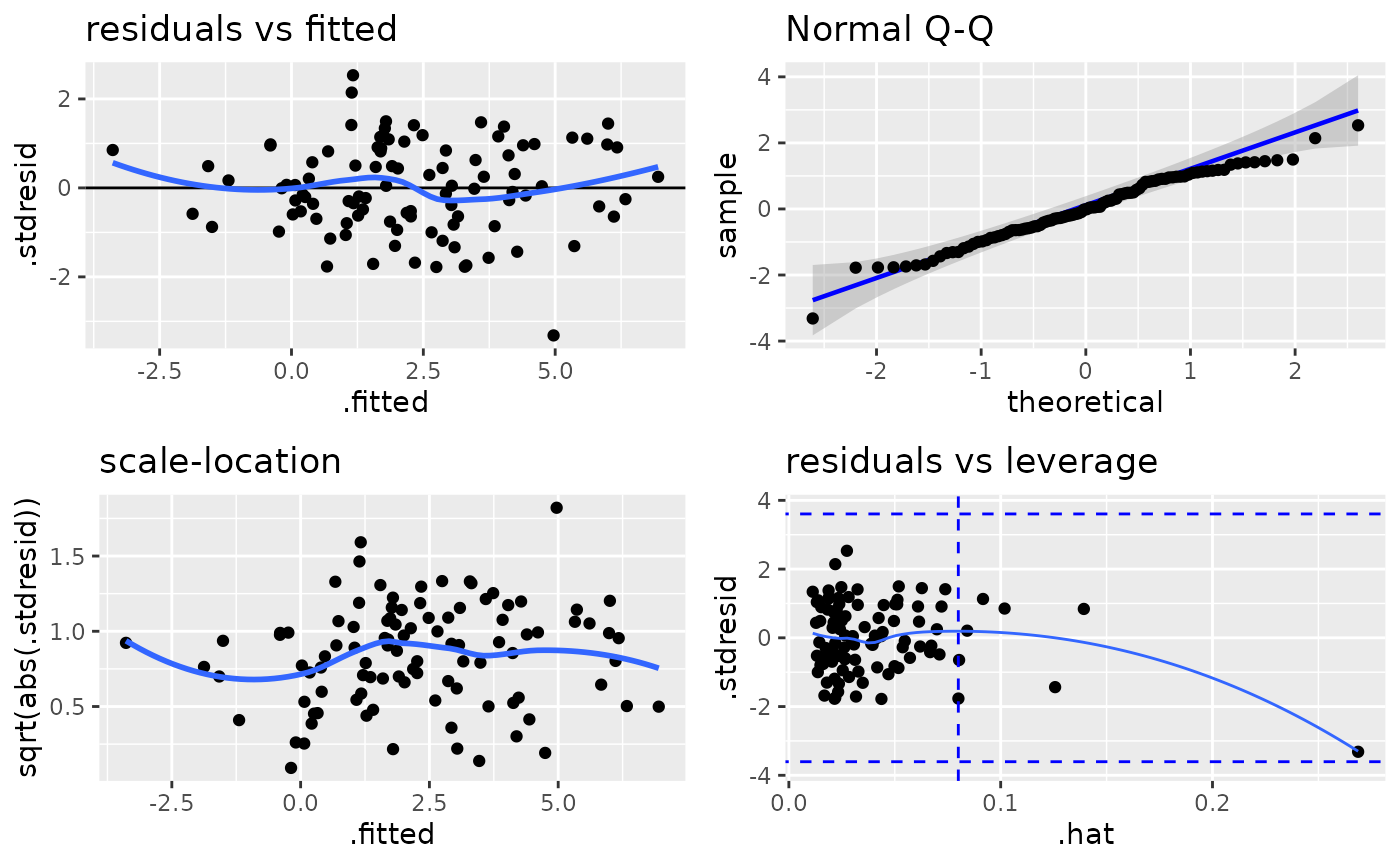 residuals vs fitted
.stdresid
2
0
-2
-2.5 0.0 2.5 5.0
.fitted
Normal Q-Q
sample
4
2
0
-2
-4
-2 -1 0 1 2
theoretical
scale-location
sqrt(abs(.stdresid))
1.5
1.0
0.5
-2.5 0.0 2.5 5.0
.fitted
residuals vs leverage
.stdresid
4
2
0
-2
-4
0.0 0.1 0.2
.hat